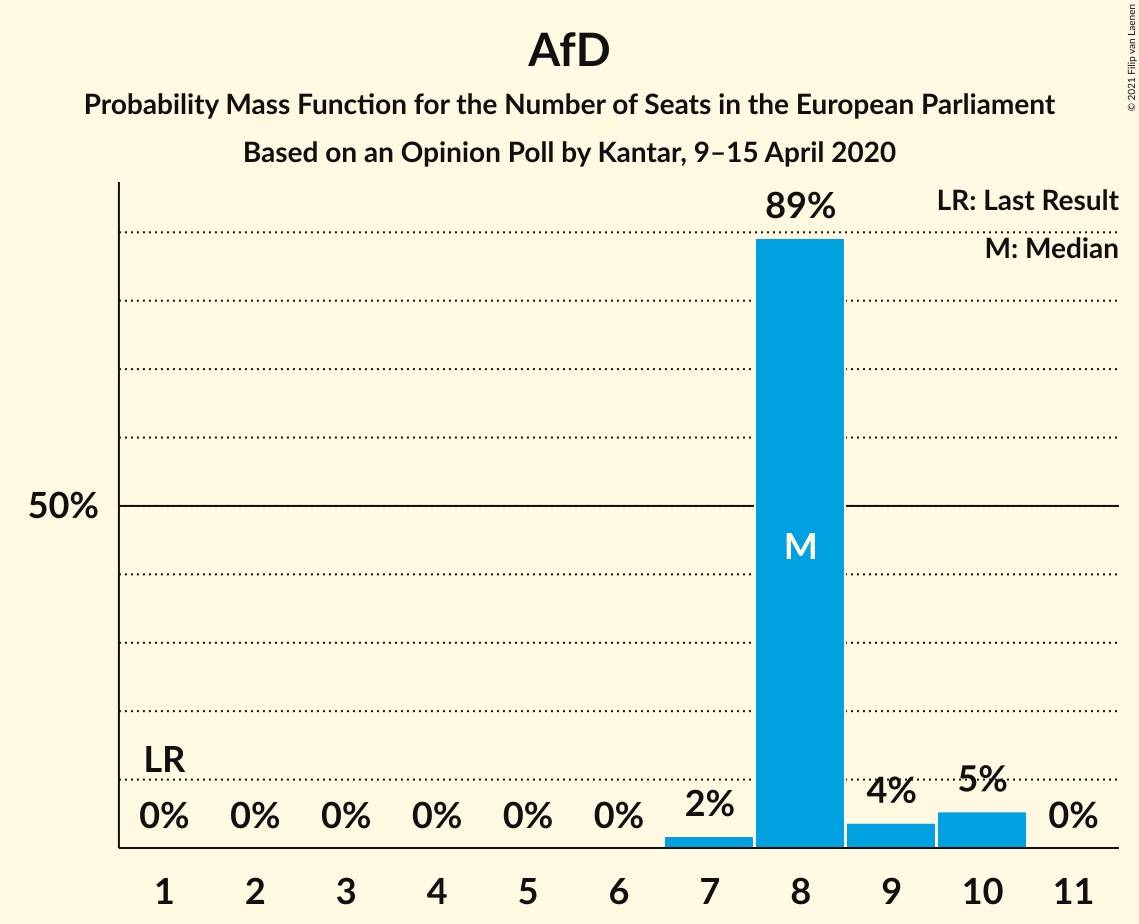 AfD
Probability Mass Function for the Number of Seats in the European Parliament
Based on an Opinion Poll by Kantar, 9–15 April 2020
© 2021 Filip van Laenen
LR: Last Result
M: Median
89%
50%
M
LR
0% 0% 0% 0% 0% 0% 2% 4% 5% 0%
1 2 3 4 5 6 7 8 9 10 11